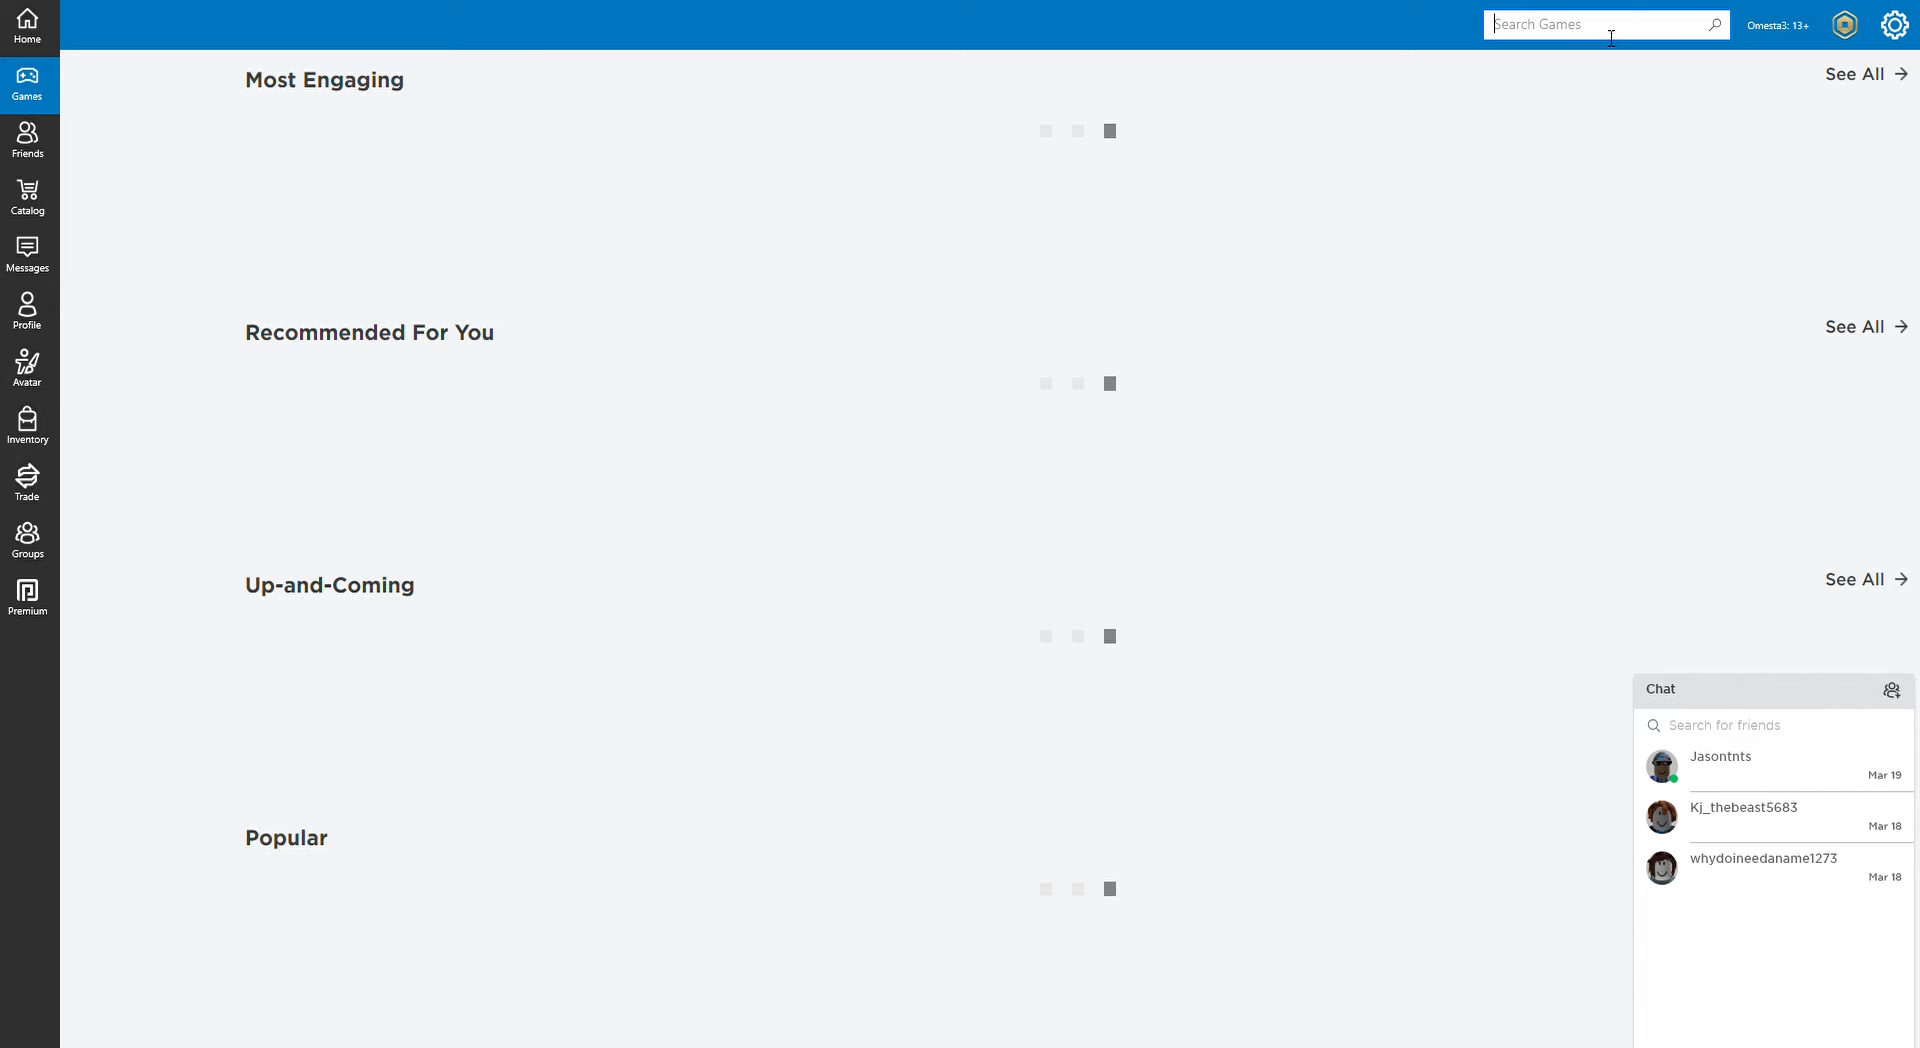 Home
Games
Friends
Catalog
Messages
Profile
Avatar
Inventory
Trade
Groups
Premium
Search Games
Omesta3: 13+
Most Engaging
See All
Recommended For You
See All
Up-and-Coming
See All
Popular
Chat
Search for friends
Jasontnts
Mar 19
Kj_thebeast5683
Mar 18
whydoineedaname1273
Mar 18